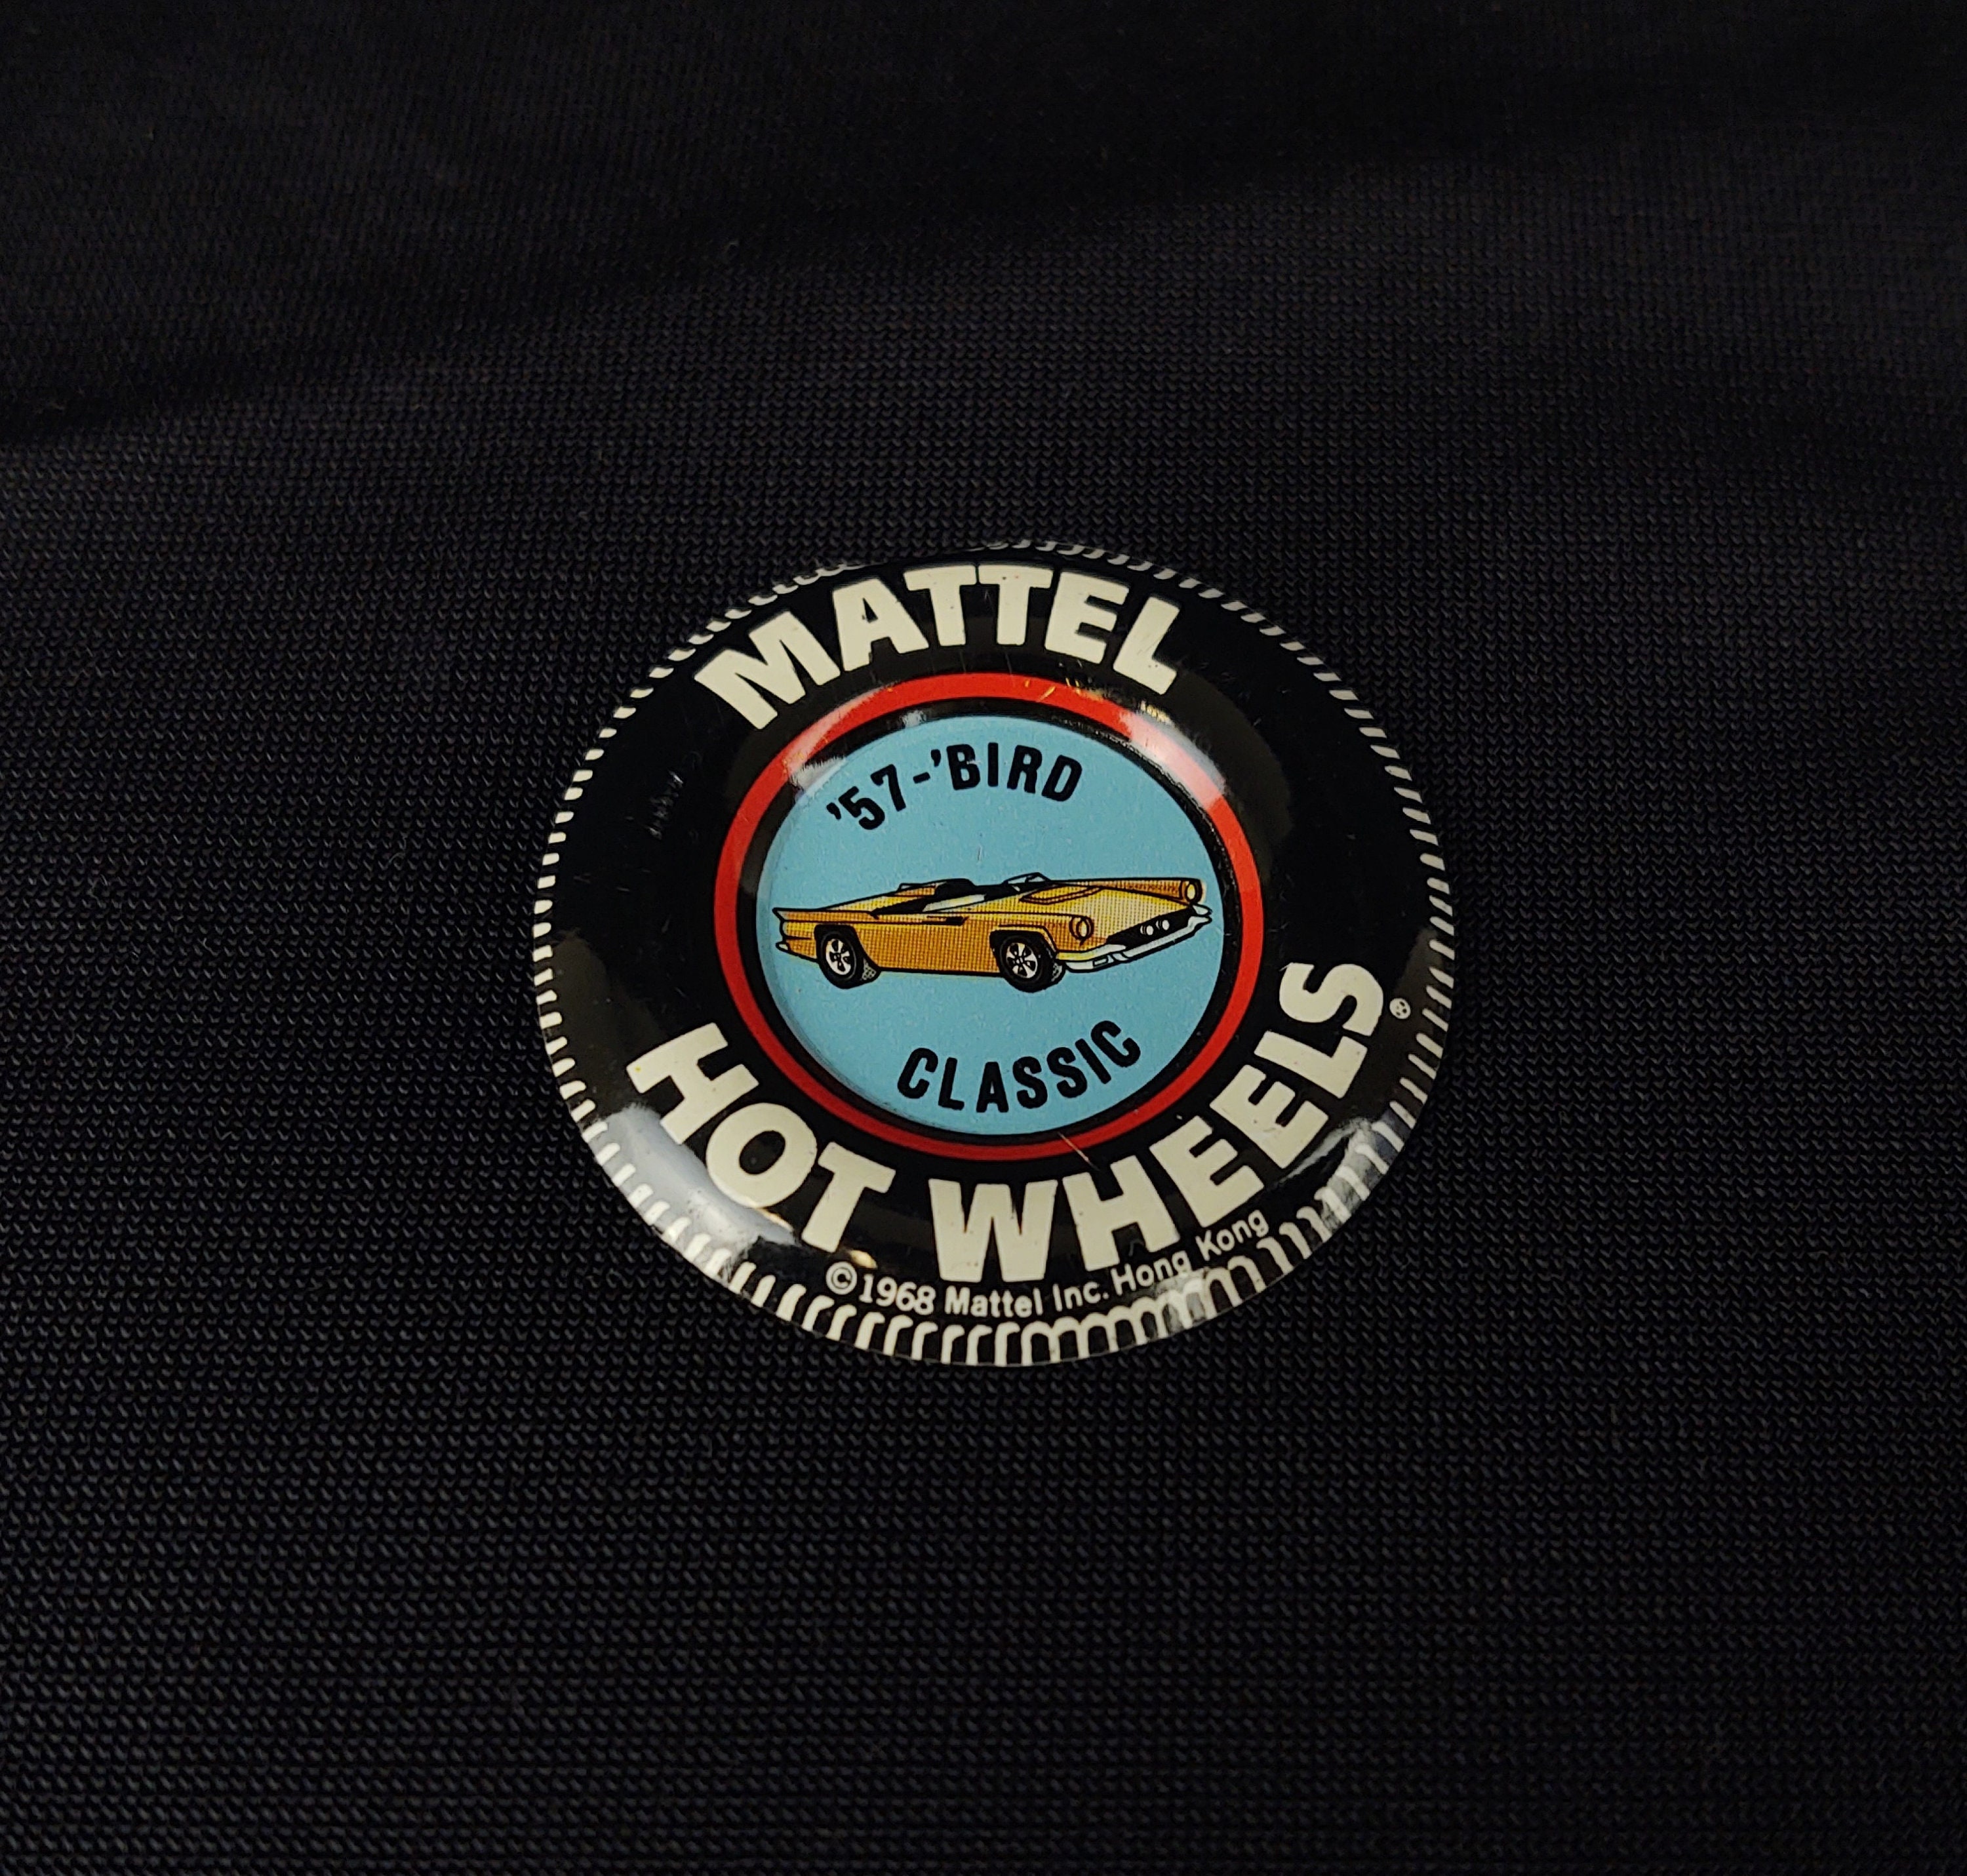 MATTEL
'57-'BIRD
CLASSIC
HOT WHEELS®
©1968 Mattel Inc. Hong Kong